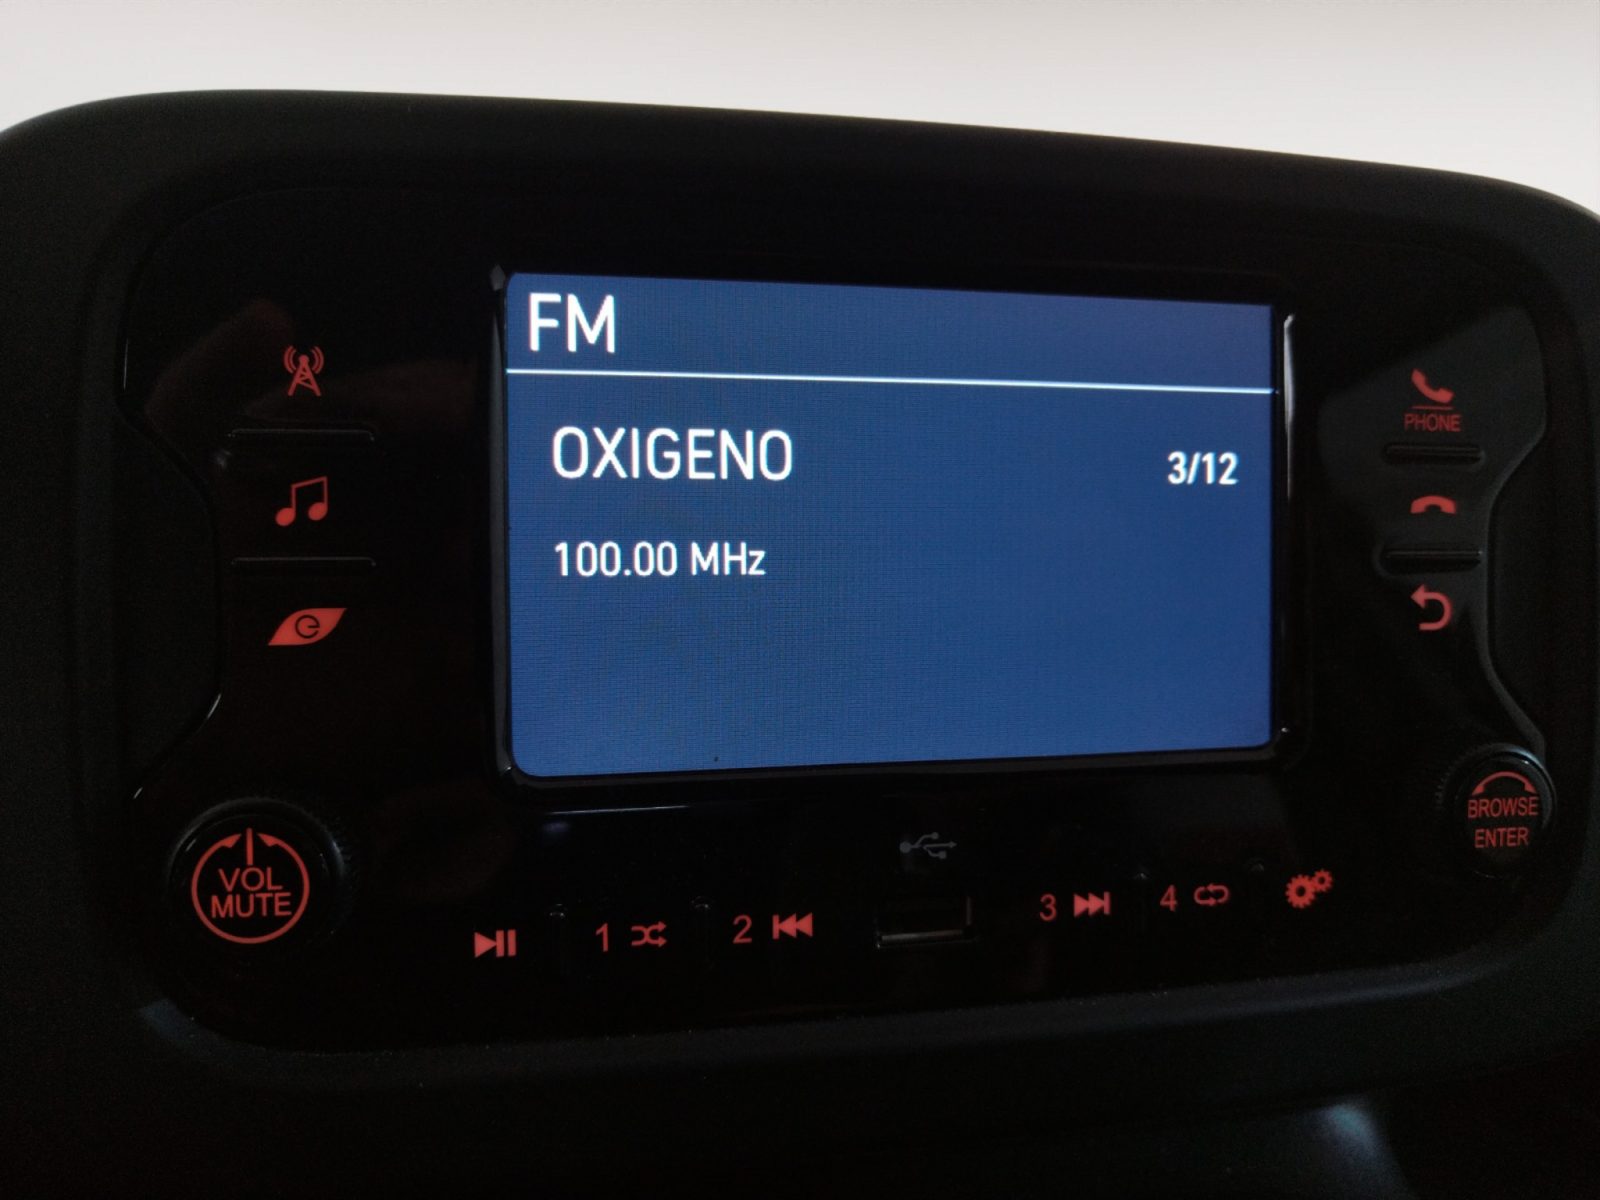 FM
OXIGENO 3/12
100.00 MHz
PHONE
BROWSE
ENTER
VOL
MUTE
1 2 3 4